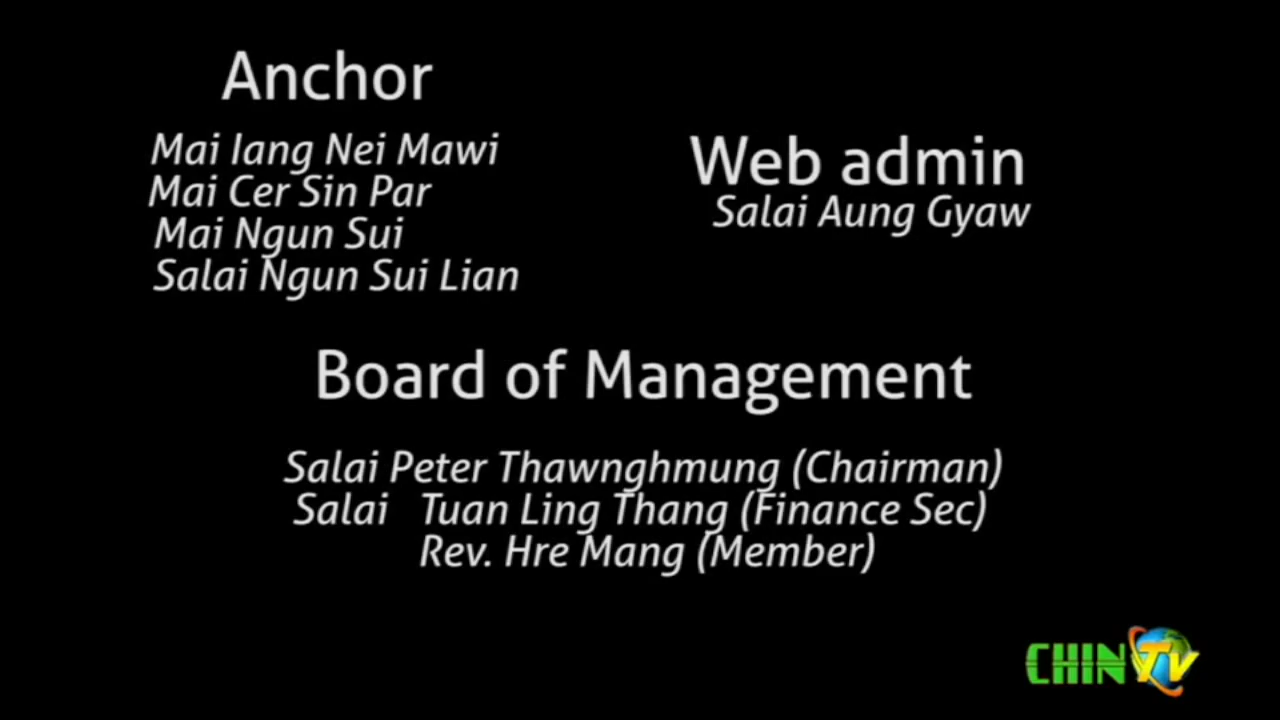 Anchor
Mai Iang Nei Mawi
Mai Cer Sin Par
Mai Ngun Sui
Salai Ngun Sui Lian
Web admin
Salai Aung Gyaw
Board of Management
Salai Peter Thawnghmung (Chairman)
Salai Tuan Ling Thang (Finance Sec)
Rev. Hre Mang (Member)
CHIN TV